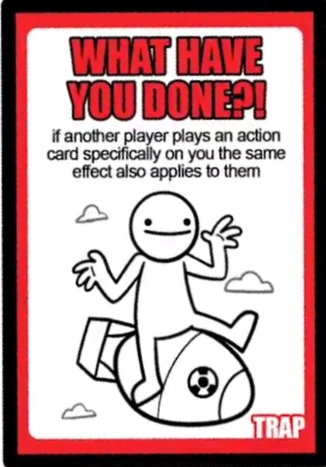 WHAT HAVE
YOU DONE?!
if another player plays an action
card specifically on you the same
effect also applies to them
TRAP